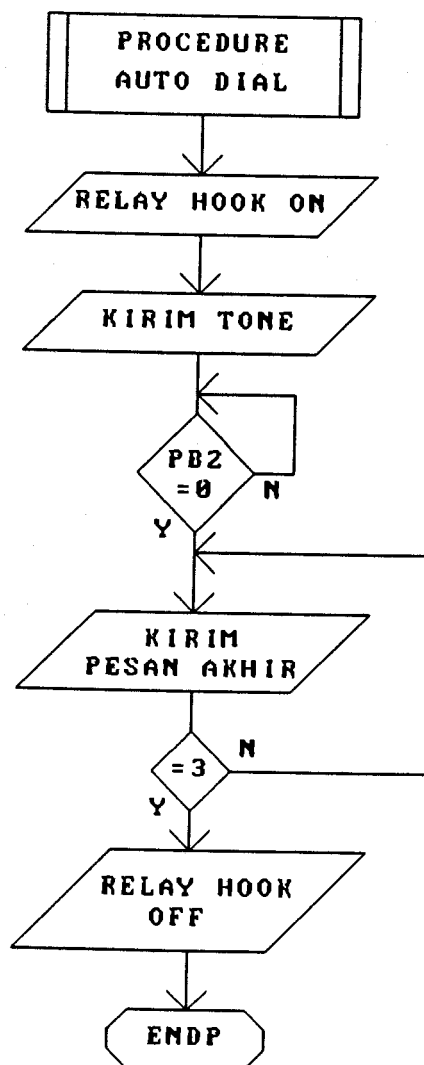 PROCEDURE
AUTO DIAL
RELAY HOOK ON
KIRIM TONE
PB2
=0
N
Y
KIRIM
PESAN AKHIR
N
=3
Y
RELAY HOOK
OFF
ENDP